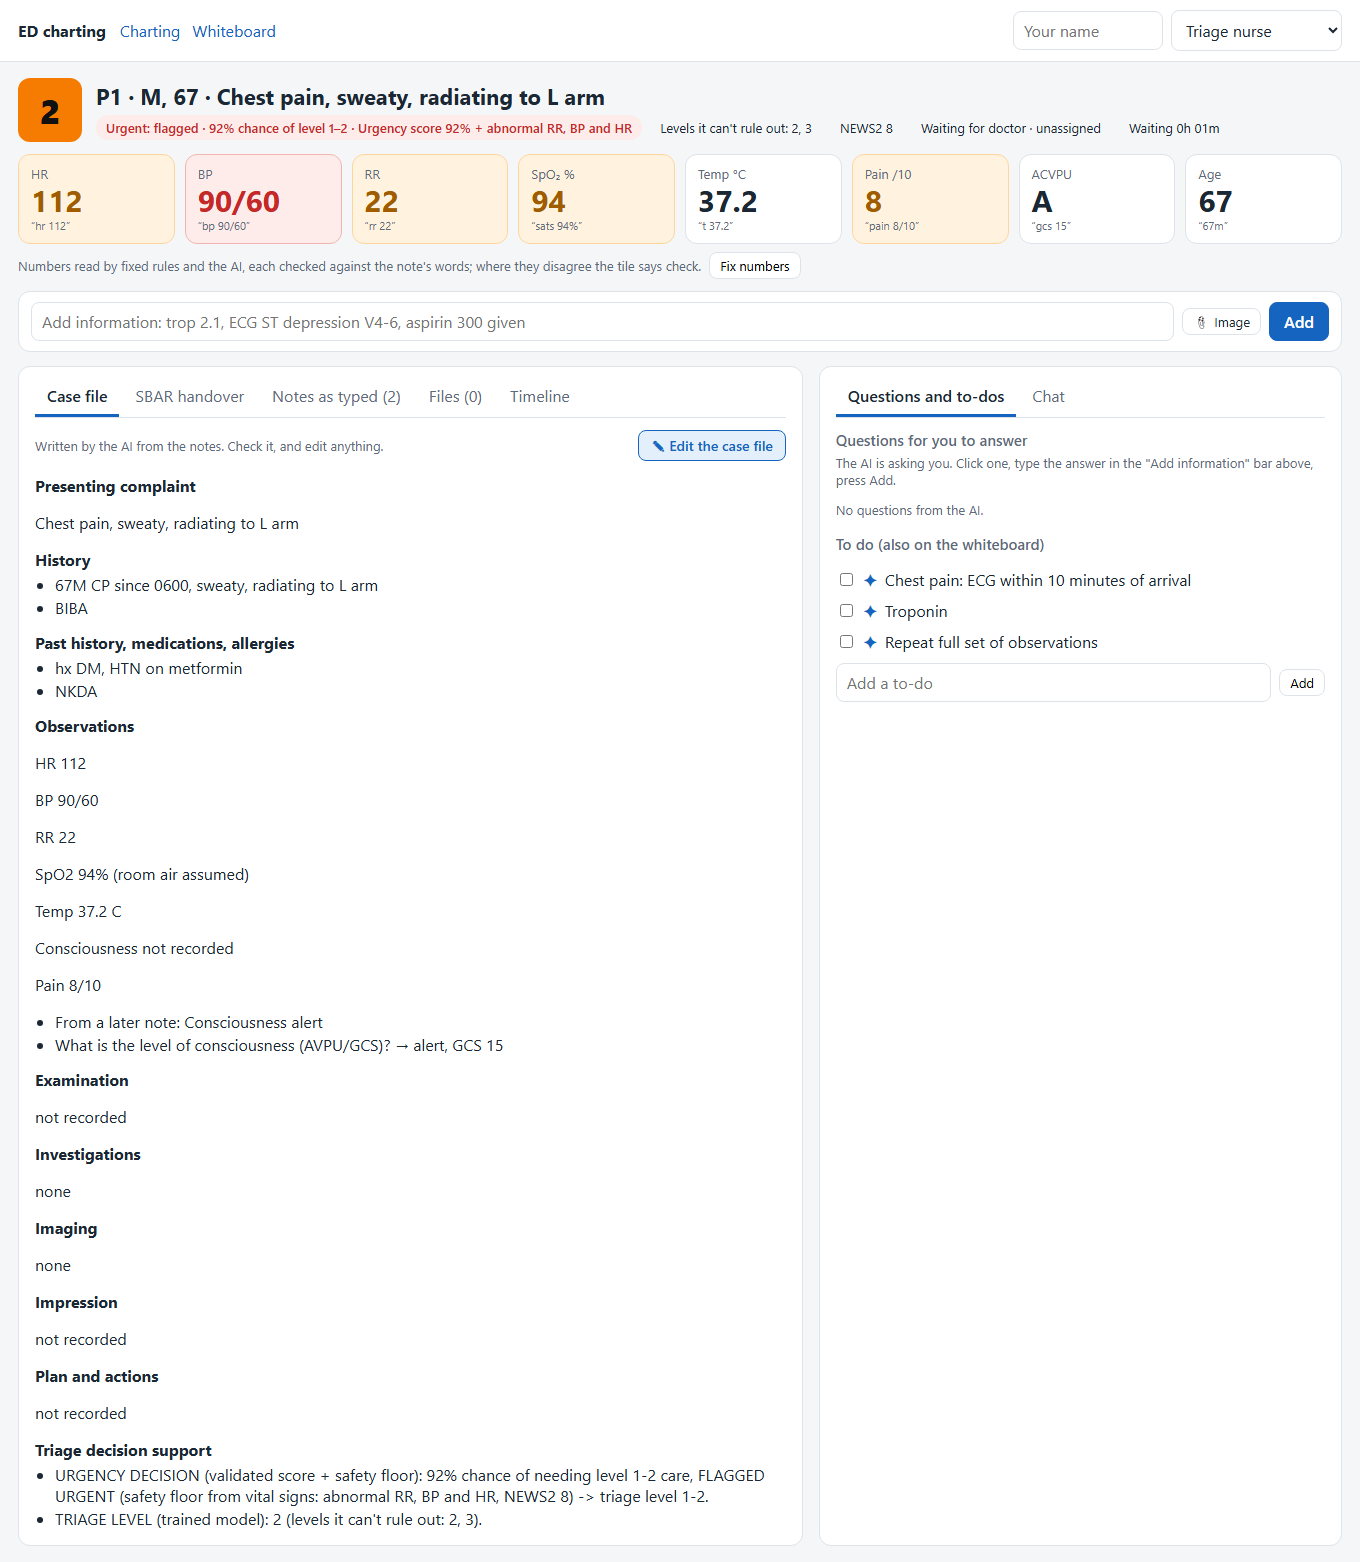 ED charting Charting Whiteboard Your name Triage nurse
2
P1 · M, 67 · Chest pain, sweaty, radiating to L arm
Urgent: flagged · 92% chance of level 1–2 · Urgency score 92% + abnormal RR, BP and HR Levels it can't rule out: 2, 3 NEWS2 8 Waiting for doctor · unassigned Waiting 0h 01m
HR
112
“hr 112”
BP
90/60
“bp 90/60”
RR
22
“rr 22”
SpO₂ %
94
“sats 94%”
Temp °C
37.2
“t 37.2”
Pain /10
8
“pain 8/10”
ACVPU
A
“gcs 15”
Age
67
“67m”
Numbers read by fixed rules and the AI, each checked against the note's words; where they disagree the tile says check. Fix numbers
Add information: trop 2.1, ECG ST depression V4-6, aspirin 300 given Image Add
Case file SBAR handover Notes as typed (2) Files (0) Timeline
Written by the AI from the notes. Check it, and edit anything. Edit the case file
Presenting complaint
Chest pain, sweaty, radiating to L arm
History
• 67M CP since 0600, sweaty, radiating to L arm
• BIBA
Past history, medications, allergies
• hx DM, HTN on metformin
• NKDA
Observations
HR 112
BP 90/60
RR 22
SpO2 94% (room air assumed)
Temp 37.2 C
Consciousness not recorded
Pain 8/10
• From a later note: Consciousness alert
• What is the level of consciousness (AVPU/GCS)? → alert, GCS 15
Examination
not recorded
Investigations
none
Imaging
none
Impression
not recorded
Plan and actions
not recorded
Triage decision support
• URGENCY DECISION (validated score + safety floor): 92% chance of needing level 1-2 care, FLAGGED
URGENT (safety floor from vital signs: abnormal RR, BP and HR, NEWS2 8) -> triage level 1-2.
• TRIAGE LEVEL (trained model): 2 (levels it can't rule out: 2, 3).
Questions and to-dos Chat
Questions for you to answer
The AI is asking you. Click one, type the answer in the "Add information" bar above,
press Add.
No questions from the AI.
To do (also on the whiteboard)
Chest pain: ECG within 10 minutes of arrival
Troponin
Repeat full set of observations
Add a to-do Add